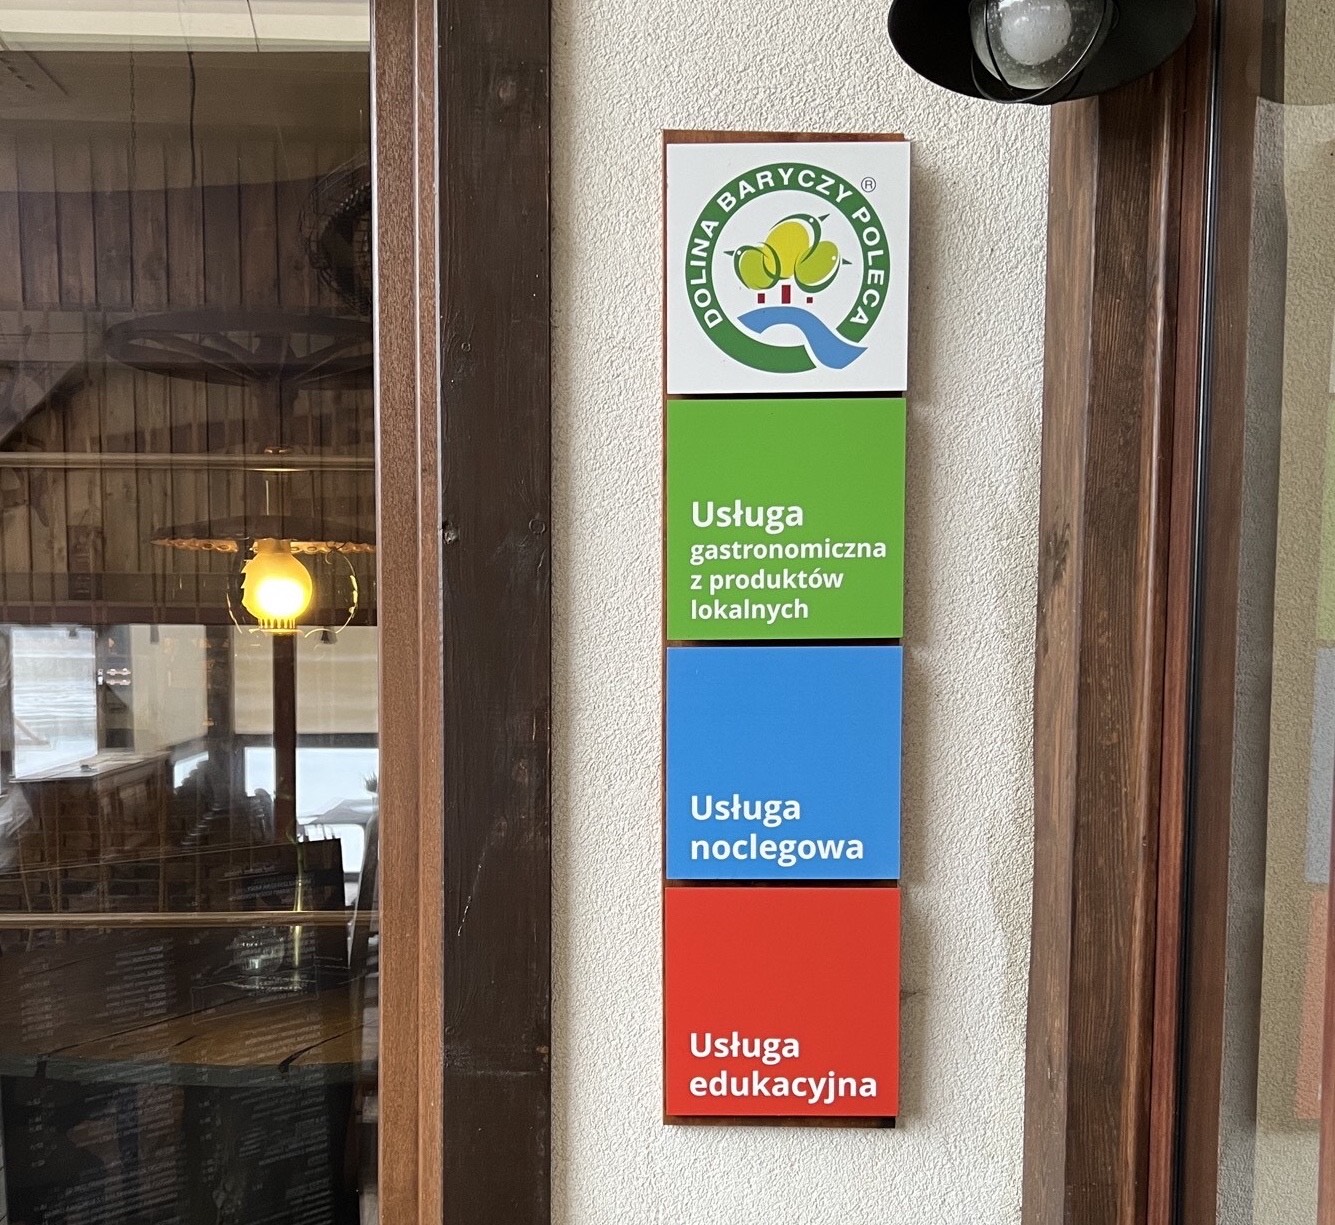 DOLINA BARYCZY POLECA ®
Usługa
gastronomiczna
z produktów
lokalnych
Usługa
noclegowa
Usługa
edukacyjna